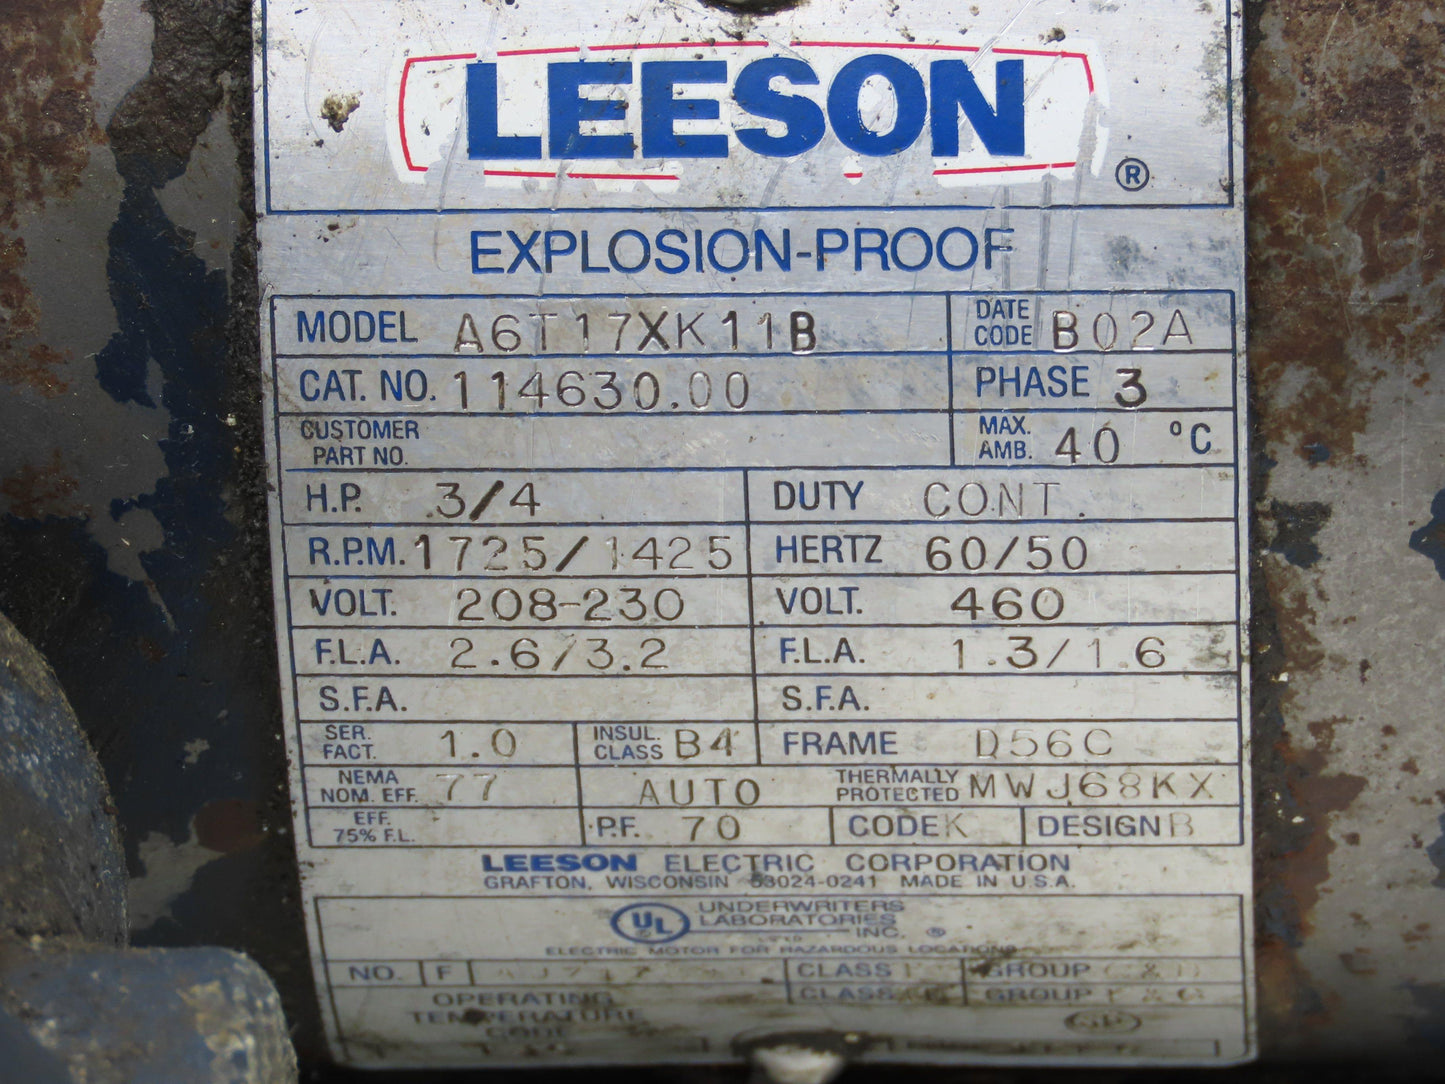 LEESON
®
EXPLOSION-PROOF
MODEL A6T17XK11B DATE CODE B02A
CAT. NO. 114630.00 PHASE 3
CUSTOMER PART NO. MAX. AMB. 40 °C
H.P. 3/4 DUTY CONT.
R.P.M. 1725/1425 HERTZ 60/50
VOLT. 208-230 VOLT. 460
F.L.A. 2.6/3.2 F.L.A. 1.3/1.6
S.F.A. S.F.A.
SER. FACT. 1.0 INSUL. CLASS B4 FRAME D56C
NEMA NOM. EFF. 77 AUTO THERMALLY PROTECTED MWJ68KX
EFF. 75% F.L. P.F. 70 CODE K DESIGN B
LEESON ELECTRIC CORPORATION
GRAFTON, WISCONSIN 53024-0241 MADE IN U.S.A.
UL UNDERWRITERS
LABORATORIES
INC. ®
ELECTRIC MOTOR FOR HAZARDOUS LOCATIONS
NO. F CLASS GROUP C&D
CLASS GROUP
OPERATING
TEMPERATURE
CODE